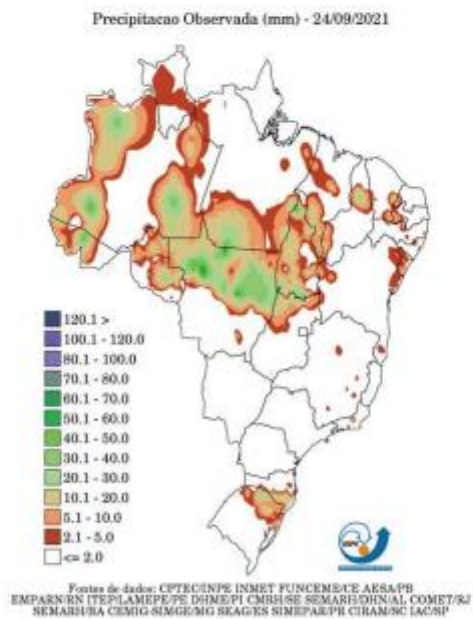 Precipitacao Observada (mm) - 24/09/2021
120.1 >
100.1 - 120.0
80.1 - 100.0
70.1 - 80.0
60.1 - 70.0
50.1 - 60.0
40.1 - 50.0
30.1 - 40.0
20.1 - 30.0
10.1 - 20.0
5.1 - 10.0
2.1 - 5.0
<= 2.0
Fontes de dados: CPTEC/INPE INMET FUNCEME/CE AESA/PB
EMPARN/RN ITEP/LAMEPE/PE DHME/PI CMRH/SE SEMARH/DHN/AL COMET/RJ
SEMARH/BA CEMIG-SIMGE/MG SEAG/ES SIMEPAR/PR CIRAM/SC IAC/SP